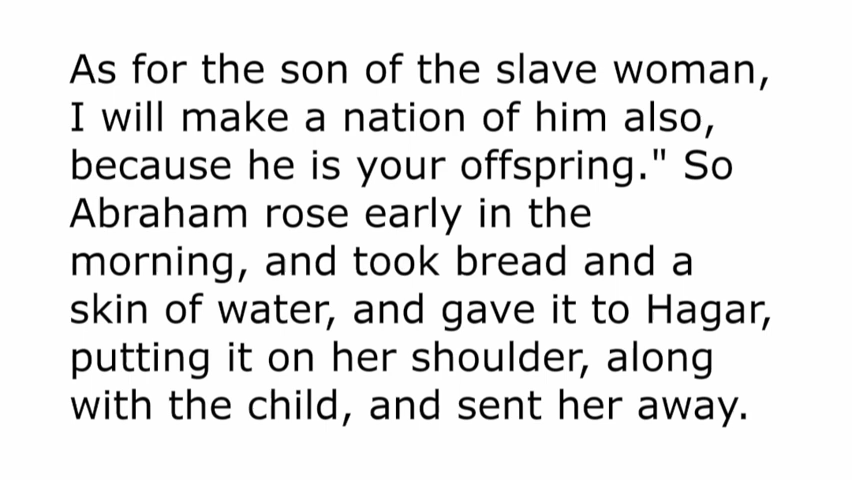 As for the son of the slave woman,
I will make a nation of him also,
because he is your offspring." So
Abraham rose early in the
morning, and took bread and a
skin of water, and gave it to Hagar,
putting it on her shoulder, along
with the child, and sent her away.